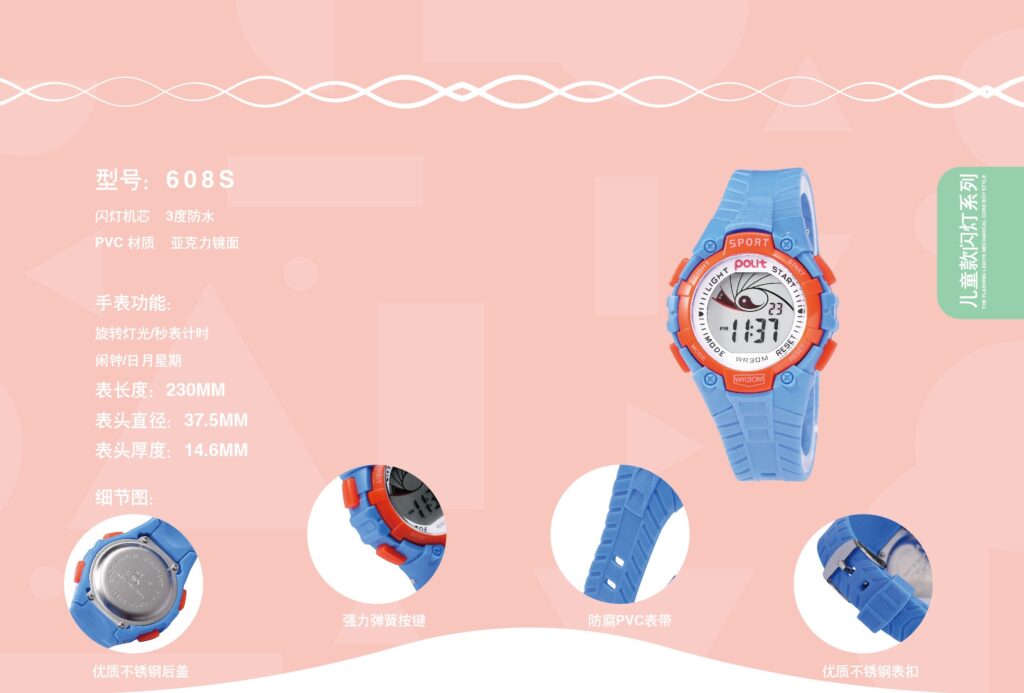 型号：608S
闪灯机芯 3度防水
PVC 材质 亚克力镜面
手表功能：
旋转灯光/秒表计时
闹钟/日月星期
表长度：230MM
表头直径：37.5MM
表头厚度：14.6MM
细节图：
SPORT
LIGHT
START
polit
LIGHT
START
23
PM 11:37
MODE
RESET
WR30M
MODE
RESET
WR30M
儿童款闪灯系列
强力弹簧按键
防腐PVC表带
优质不锈钢后盖
优质不锈钢表扣